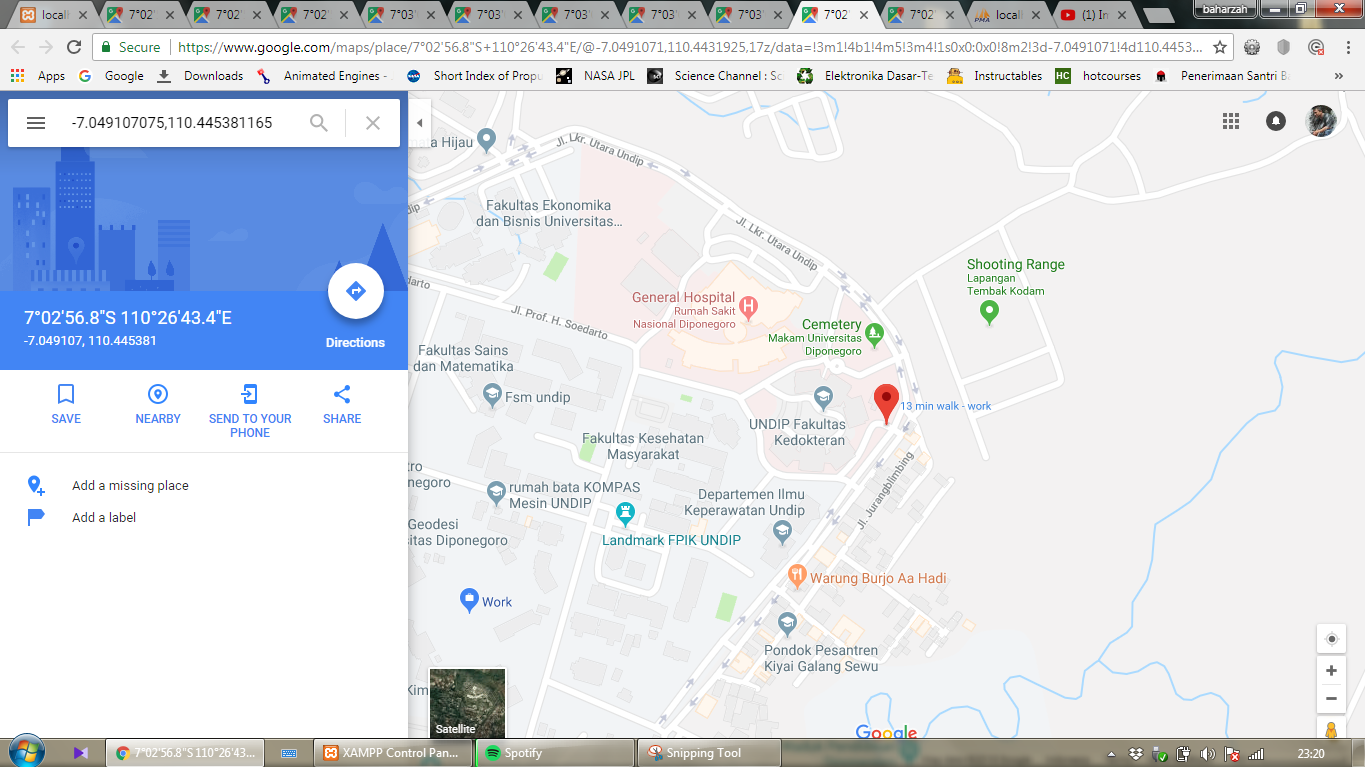 baharzah
locall
7°02'
7°02'
7°02'
7°03'
7°03'
7°03'
7°03'
7°03'
7°02'
7°02'
locall
(1) In
Secure
https://www.google.com/maps/place/7°02'56.8"S+110°26'43.4"E/@-7.0491071,110.4431925,17z/data=!3m1!4b1!4m5!3m4!1s0x0:0x0!8m2!3d-7.0491071!4d110.4453...
Apps
Google
Downloads
Animated Engines -
Short Index of Propu
NASA JPL
Science Channel : Sc
Elektronika Dasar-Te
Instructables
HC
hotcourses
Penerimaan Santri Ba
»
-7.049107075,110.445381165
7°02'56.8"S 110°26'43.4"E
-7.049107, 110.445381
Directions
SAVE
NEARBY
SEND TO YOUR
PHONE
SHARE
Add a missing place
Add a label
Hijau
Jl. Lkr. Utara Undip
Fakultas Ekonomika
dan Bisnis Universitas...
Jl. Lkr. Utara Undip
Shooting Range
Lapangan
Tembak Kodam
General Hospital
Rumah Sakit
Nasional Diponegoro
H
Cemetery
Makam Universitas
Diponegoro
Jl. Prof. H. Soedarto
Fakultas Sains
dan Matematika
Fsm undip
UNDIP Fakultas
Kedokteran
13 min walk - work
Fakultas Kesehatan
Masyarakat
tro
negoro
rumah bata KOMPAS
Mesin UNDIP
Departemen Ilmu
Keperawatan Undip
Jl. Jurangblimbing
Geodesi
sitas Diponegoro
Landmark FPIK UNDIP
Warung Burjo Aa Hadi
Work
Pondok Pesantren
Kiyai Galang Sewu
Kim
Satellite
Google
7°02'56.8"S 110°26'43...
XAMPP Control Pan...
Spotify
Snipping Tool
23:20